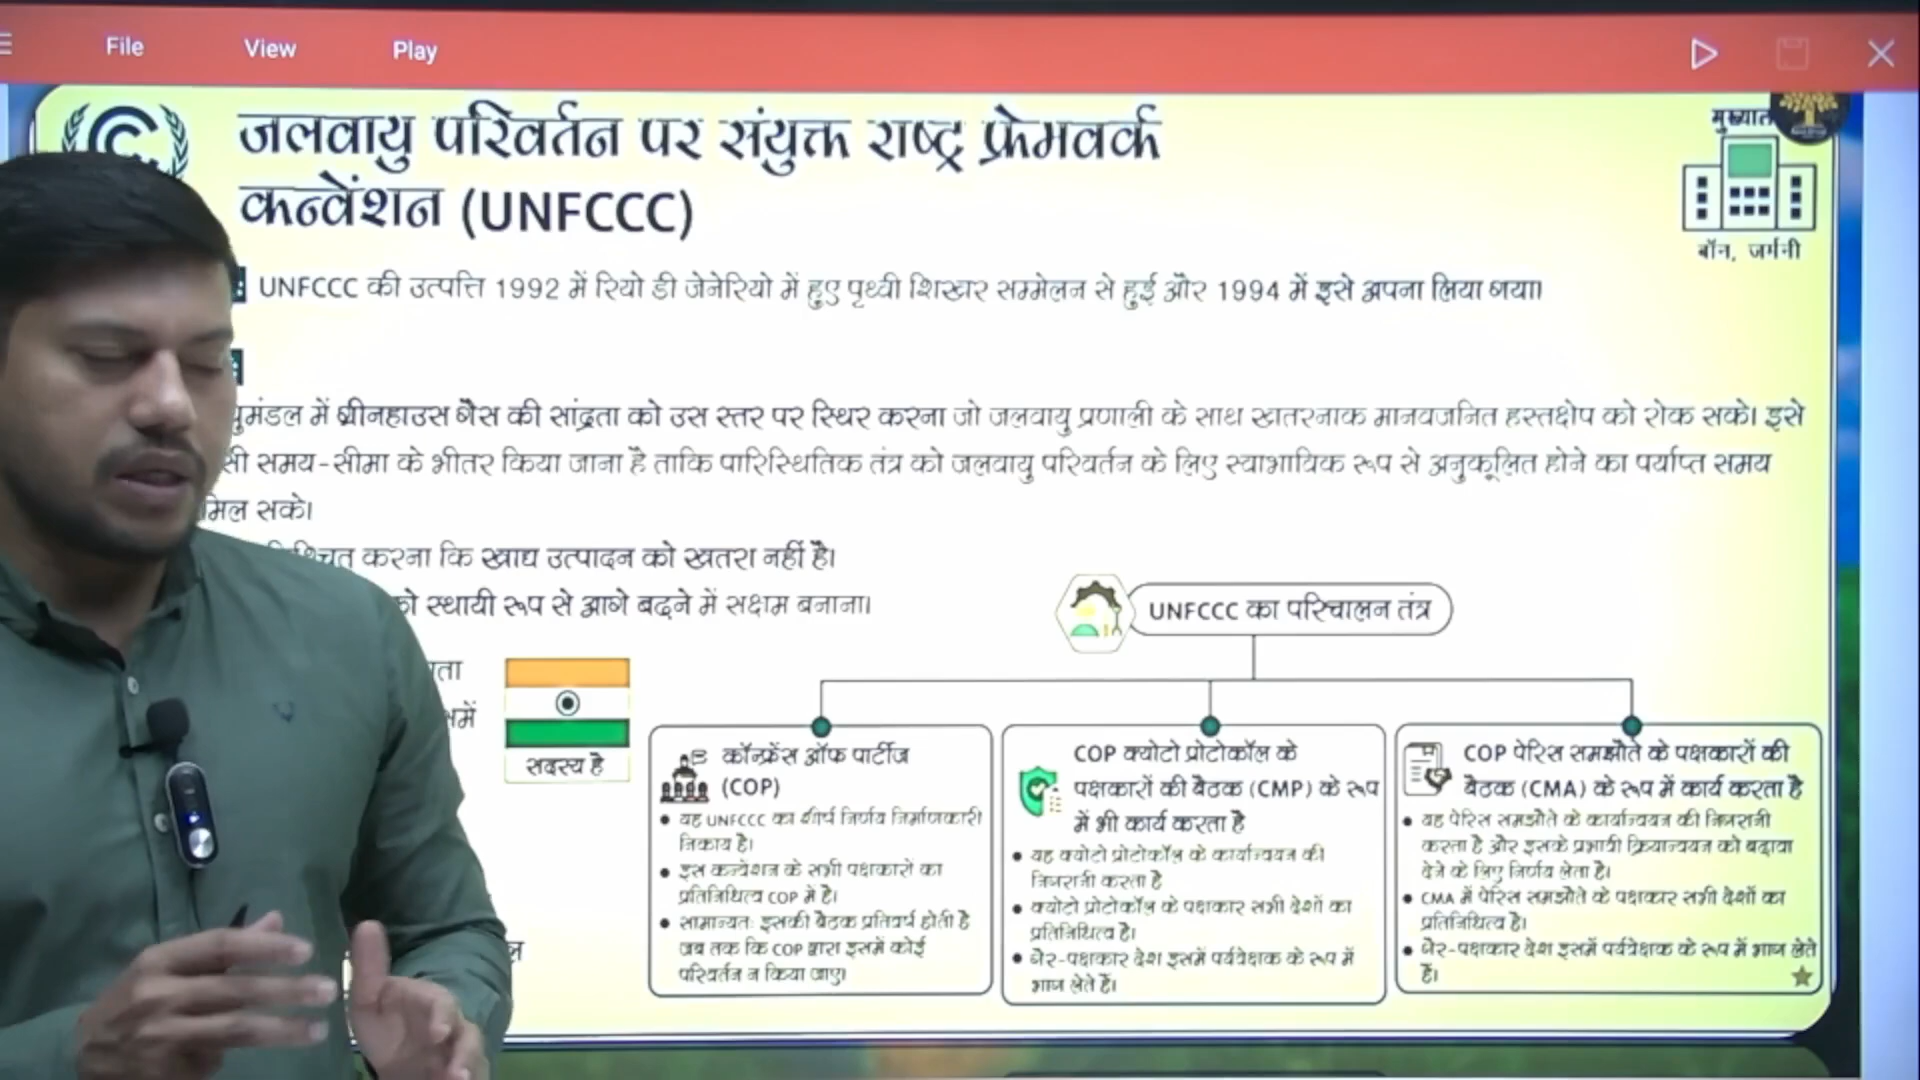 File View Play
जलवायु परिवर्तन पर संयुक्त राष्ट्र फ्रेमवर्क
कन्वेंशन (UNFCCC)
बॉन, जर्मनी
UNFCCC की उत्पत्ति 1992 में रियो डी जेनेरियो में हुए पृथ्वी शिखर सम्मेलन से हुई और 1994 में इसे अपना लिया गया।
में ग्रीनहाउस गैस की सांद्रता को उस स्तर पर स्थिर करना जो जलवायु प्रणाली के साथ खतरनाक मानवजनित हस्तक्षेप को रोक सके। इसे
समय-सीमा के भीतर किया जाना है ताकि पारिस्थितिक तंत्र को जलवायु परिवर्तन के लिए स्वाभाविक रूप से अनुकूलित होने का पर्याप्त समय
मिल सके।
करना कि खाद्य उत्पादन को खतरा नहीं है।
को स्थायी रूप से आगे बढ़ने में सक्षम बनाना।
UNFCCC का परिचालन तंत्र
सदस्य है
कॉन्फ्रेंस ऑफ पार्टीज
(COP)
• यह UNFCCC का शीर्ष निर्णय निर्माणकारी
निकाय है।
• इस कन्वेंशन के सभी पक्षकारों का
प्रतिनिधित्व COP में है।
• सामान्यतः इसकी बैठक प्रतिवर्ष होती है
जब तक कि COP द्वारा इसमें कोई
परिवर्तन न किया जाए।
COP क्योटो प्रोटोकॉल के
पक्षकारों की बैठक (CMP) के रूप
में भी कार्य करता है
• यह क्योटो प्रोटोकॉल के कार्यान्वयन की
निगरानी करता है
• क्योटो प्रोटोकॉल के पक्षकार सभी देशों का
प्रतिनिधित्व है।
• गैर-पक्षकार देश इसमें पर्यवेक्षक के रूप में
भाग लेते हैं।
COP पेरिस समझौते के पक्षकारों की
बैठक (CMA) के रूप में कार्य करता है
• यह पेरिस समझौते के कार्यान्वयन की निगरानी
करता है और इसके प्रभावी क्रियान्वयन को बढ़ावा
देने के लिए निर्णय लेता है।
• CMA में पेरिस समझौते के पक्षकार सभी देशों का
प्रतिनिधित्व है।
• गैर-पक्षकार देश इसमें पर्यवेक्षक के रूप में भाग लेते
हैं।